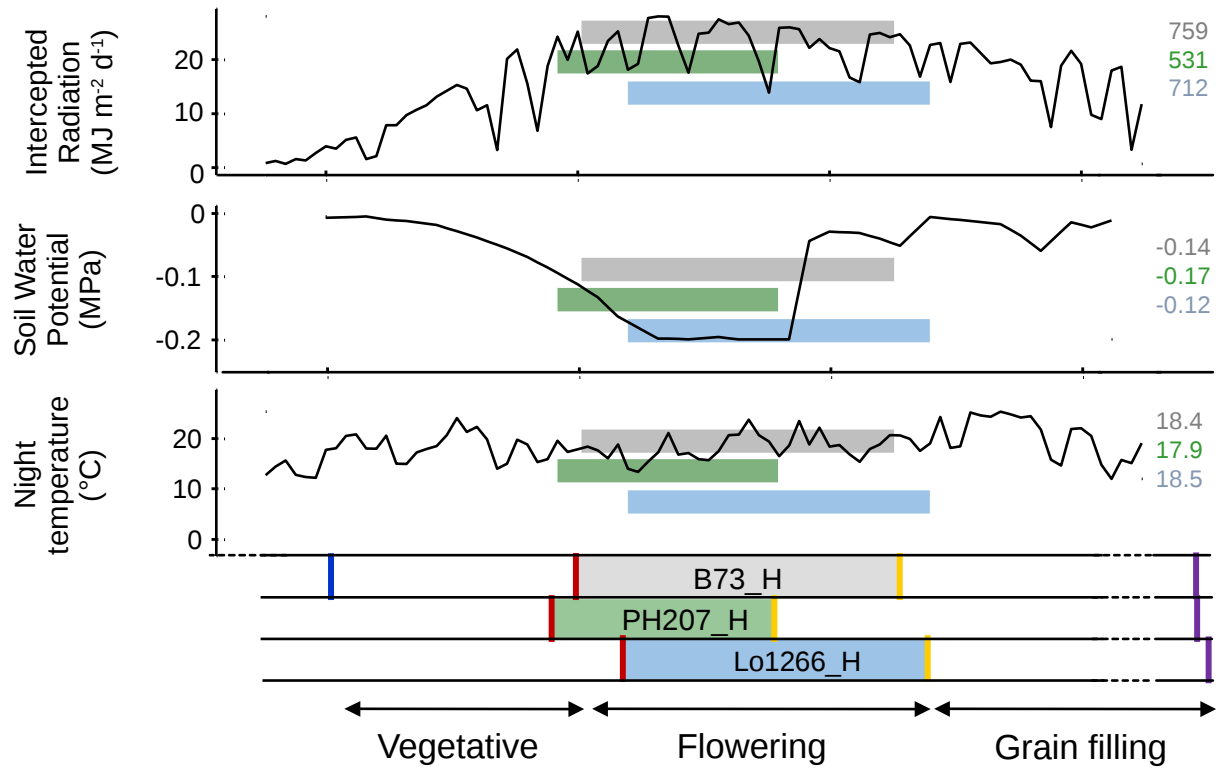 Intercepted
Radiation
(MJ m⁻² d⁻¹)
20
10
0
759
531
712
Soil Water
Potential
(MPa)
0
-0.1
-0.2
-0.14
-0.17
-0.12
Night
temperature
(°C)
20
10
0
18.4
17.9
18.5
B73_H
PH207_H
Lo1266_H
Vegetative
Flowering
Grain filling